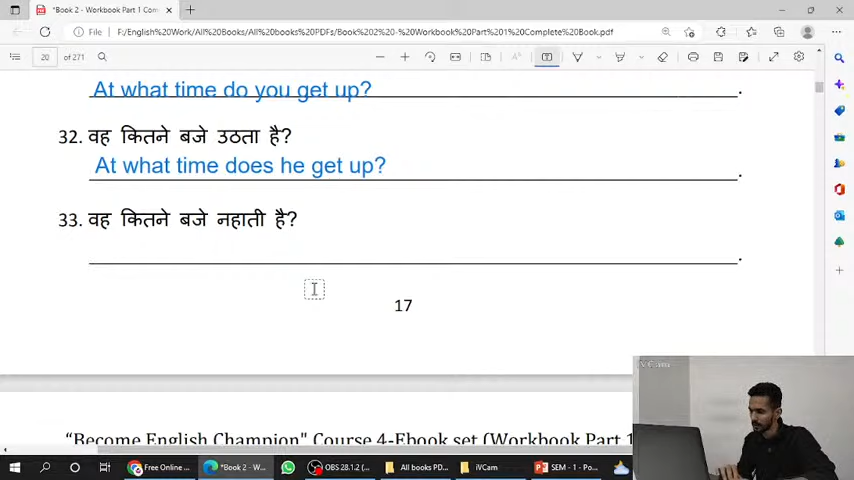 *Book 2 - Workbook Part 1 Com
File
F:/English%20Work/All%20Books/All%20books%20PDFs/Book%202%20-%20Workbook%20Part%201%20Complete%20Book.pdf
20 of 271
At what time do you get up?
32. वह कितने बजे उठता है?
At what time does he get up?
33. वह कितने बजे नहाती है?
17
iVCam
"Become English Champion" Course 4-Ebook set (Workbook Part 1
Free Online ...
*Book 2 - W...
OBS 28.1.2 (...
All books PD...
iVCam
SEM - 1 - Po...